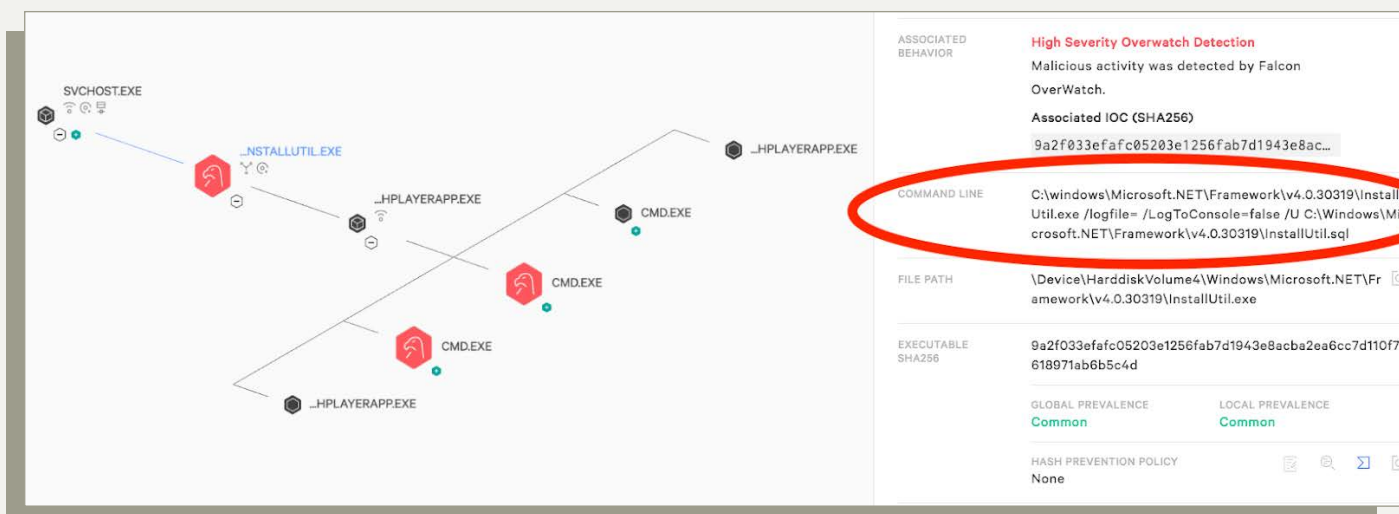 SVCHOST.EXE
_NSTALLUTIL.EXE
_HPLAYERAPP.EXE
_HPLAYERAPP.EXE
CMD.EXE
CMD.EXE
CMD.EXE
_HPLAYERAPP.EXE
ASSOCIATED
BEHAVIOR
High Severity Overwatch Detection
Malicious activity was detected by Falcon
OverWatch.
Associated IOC (SHA256)
9a2f033efafc05203e1256fab7d1943e8ac…
COMMAND LINE
C:\windows\Microsoft.NET\Framework\v4.0.30319\Install
Util.exe /logfile= /LogToConsole=false /U C:\Windows\Mi
crosoft.NET\Framework\v4.0.30319\InstallUtil.sql
FILE PATH
\Device\HarddiskVolume4\Windows\Microsoft.NET\Fr
amework\v4.0.30319\InstallUtil.exe
EXECUTABLE
SHA256
9a2f033efafc05203e1256fab7d1943e8acba2ea6cc7d110f7
618971ab6b5c4d
GLOBAL PREVALENCE
Common
LOCAL PREVALENCE
Common
HASH PREVENTION POLICY
None